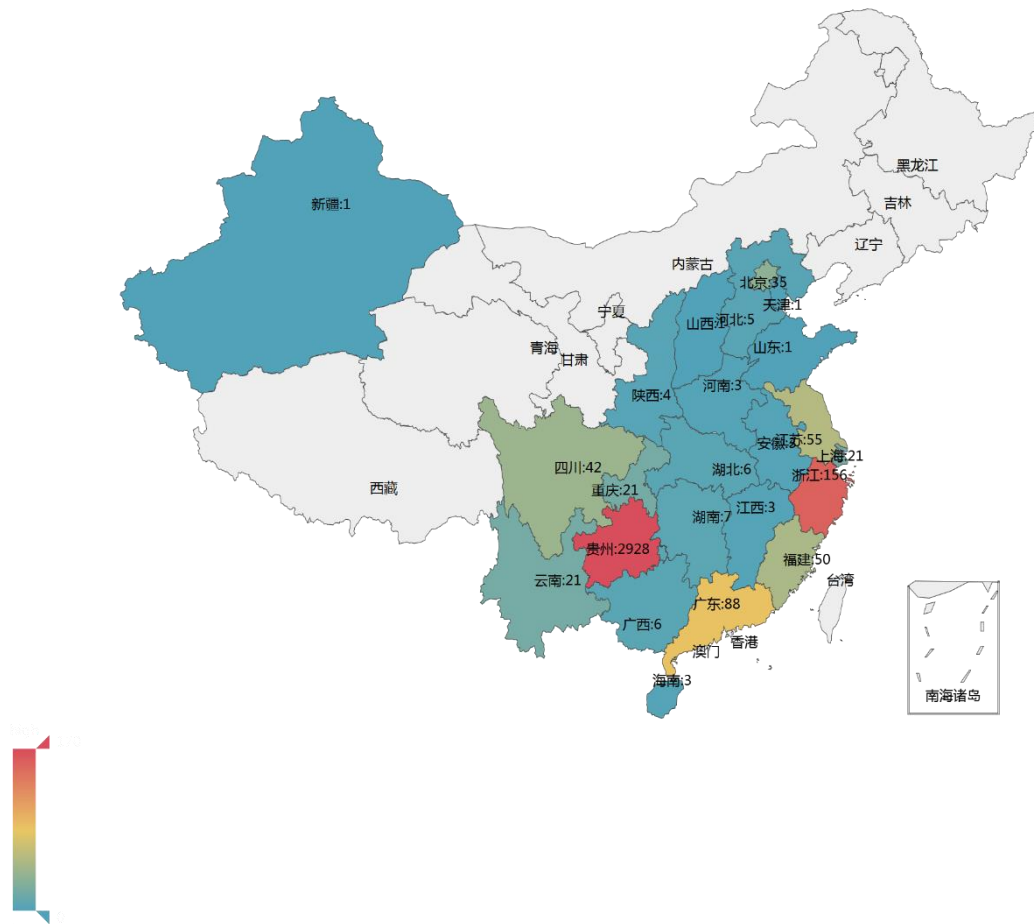 黑龙江
吉林
新疆:1
辽宁
内蒙古
北京:35
天津:1
宁夏
河北:5
山西:
青海
山东:1
甘肃
河南:3
陕西:4
江苏:55
安徽:
上海:21
四川:42
湖北:6
浙江:156
西藏
重庆:21
江西:3
湖南:7
贵州:2928
福建:50
云南:21
台湾
广东:88
广西:6
香港
澳门
海南:3
南海诸岛